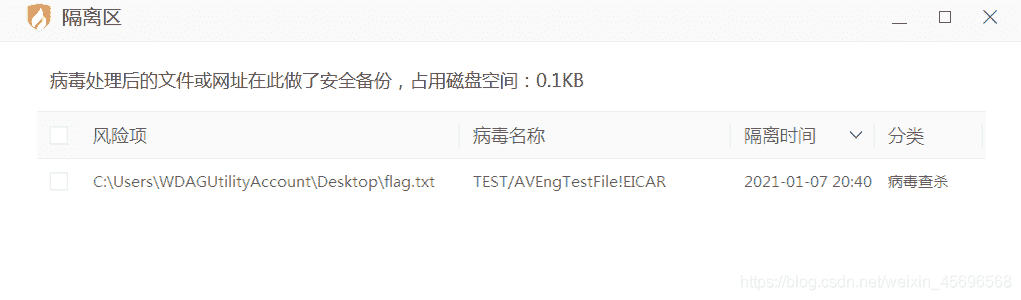 隔离区
病毒处理后的文件或网址在此做了安全备份，占用磁盘空间：0.1KB
风险项 病毒名称 隔离时间 分类
C:\Users\WDAGUtilityAccount\Desktop\flag.txt TEST/AVEngTestFile!EICAR 2021-01-07 20:40 病毒查杀
https://blog.csdn.net/weixin_45696568